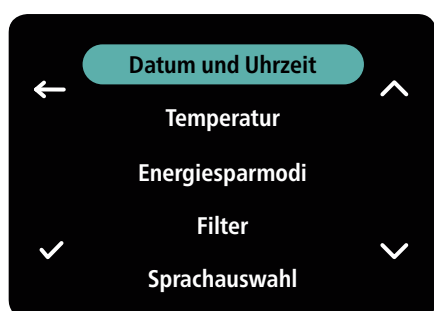 Datum und Uhrzeit
Temperatur
Energiesparmodi
Filter
Sprachauswahl